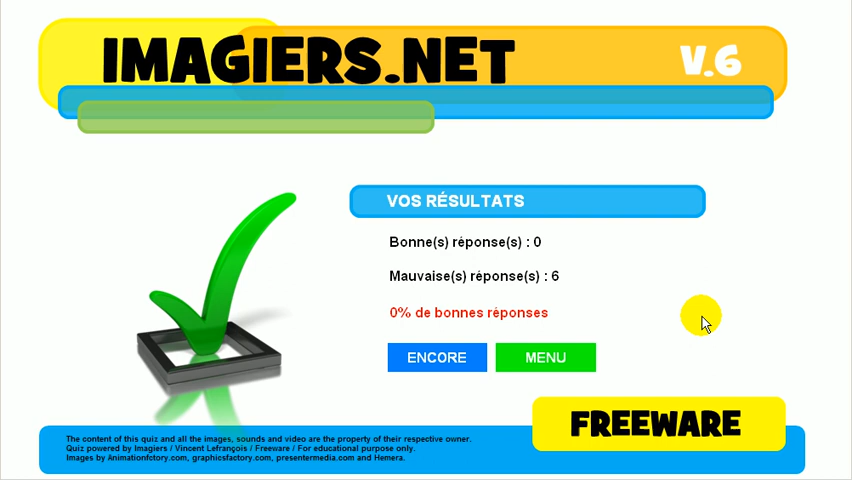 IMAGIERS.NET
V.6
VOS RÉSULTATS
Bonne(s) réponse(s) : 0
Mauvaise(s) réponse(s) : 6
0% de bonnes réponses
ENCORE
MENU
FREEWARE
The content of this quiz and all the images, sounds and video are the property of their respective owner.
Quiz powered by Imagiers / Vincent Lefrançois / Freeware / For educational purpose only.
Images by Animationfctory.com, graphicsfactory.com, presentermedia.com and Hemera.